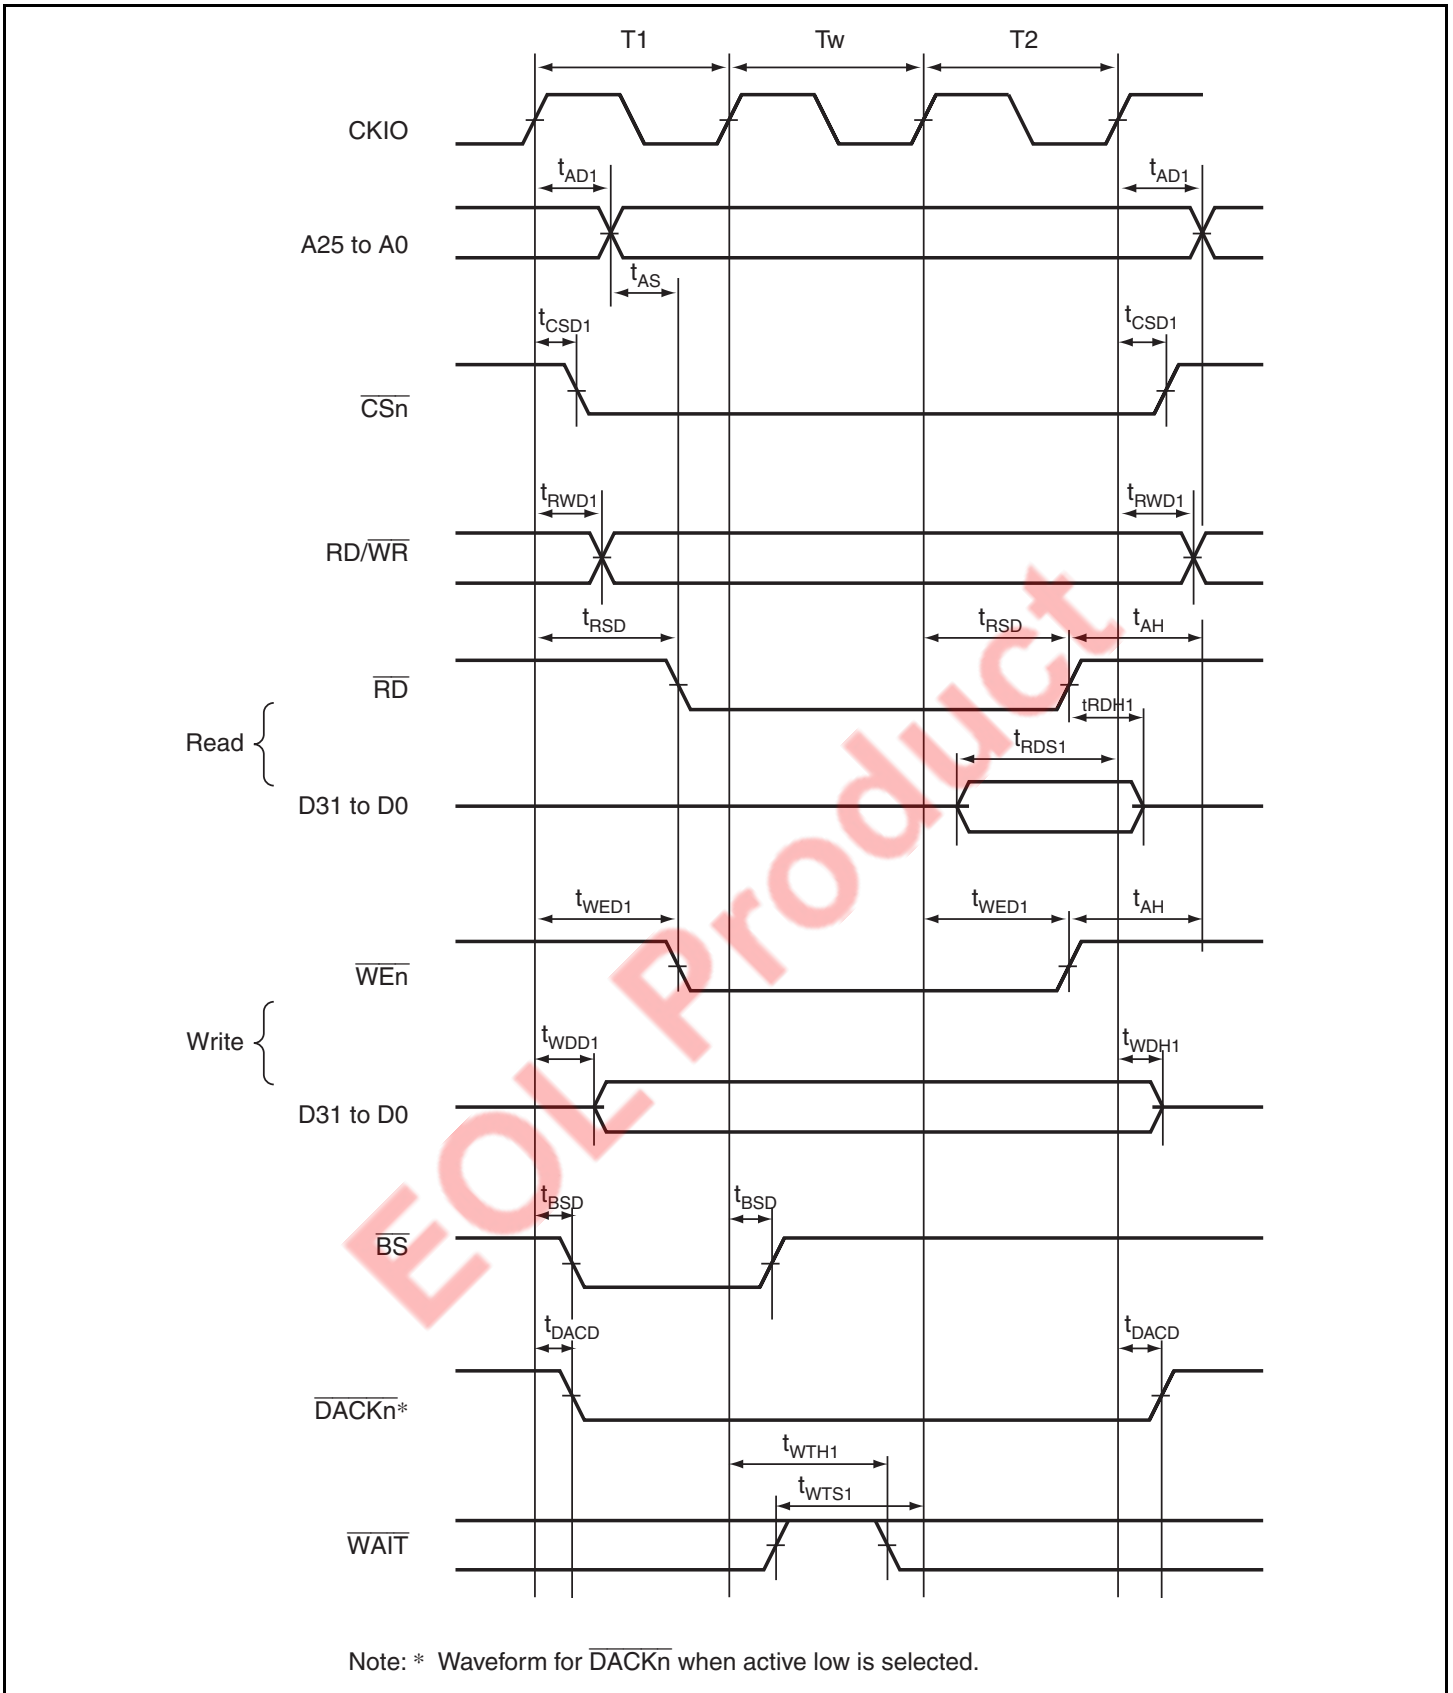 T1 Tw T2
CKIO
tAD1 tAD1
A25 to A0
tAS
tCSD1 tCSD1
CSn
tRWD1 tRWD1
RD/WR
tRSD tRSD tAH
RD
tRDH1
Read
tRDS1
D31 to D0
tWED1 tWED1 tAH
WEn
Write
tWDD1 tWDH1
D31 to D0
tBSD tBSD
BS
tDACD tDACD
DACKn*
tWTH1
tWTS1
WAIT
Note: * Waveform for DACKn when active low is selected.
EOL Product